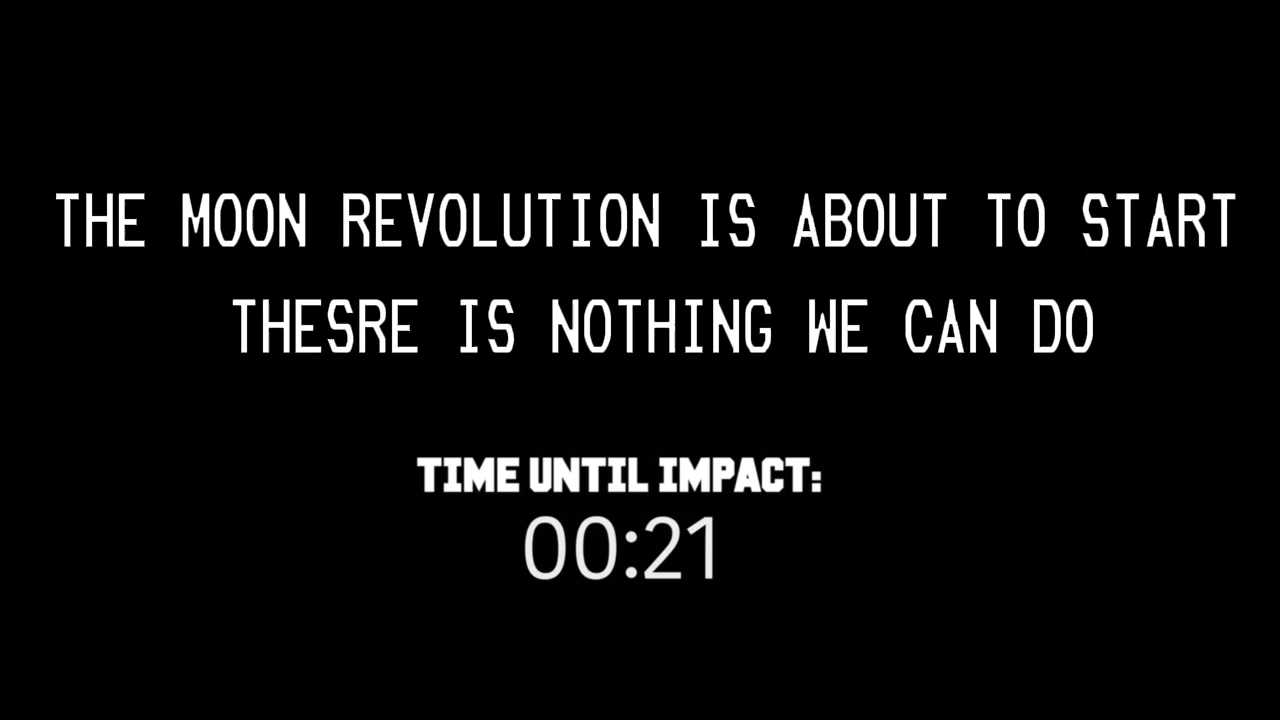 THE MOON REVOLUTION IS ABOUT TO START
THESRE IS NOTHING WE CAN DO
TIME UNTIL IMPACT:
00:21